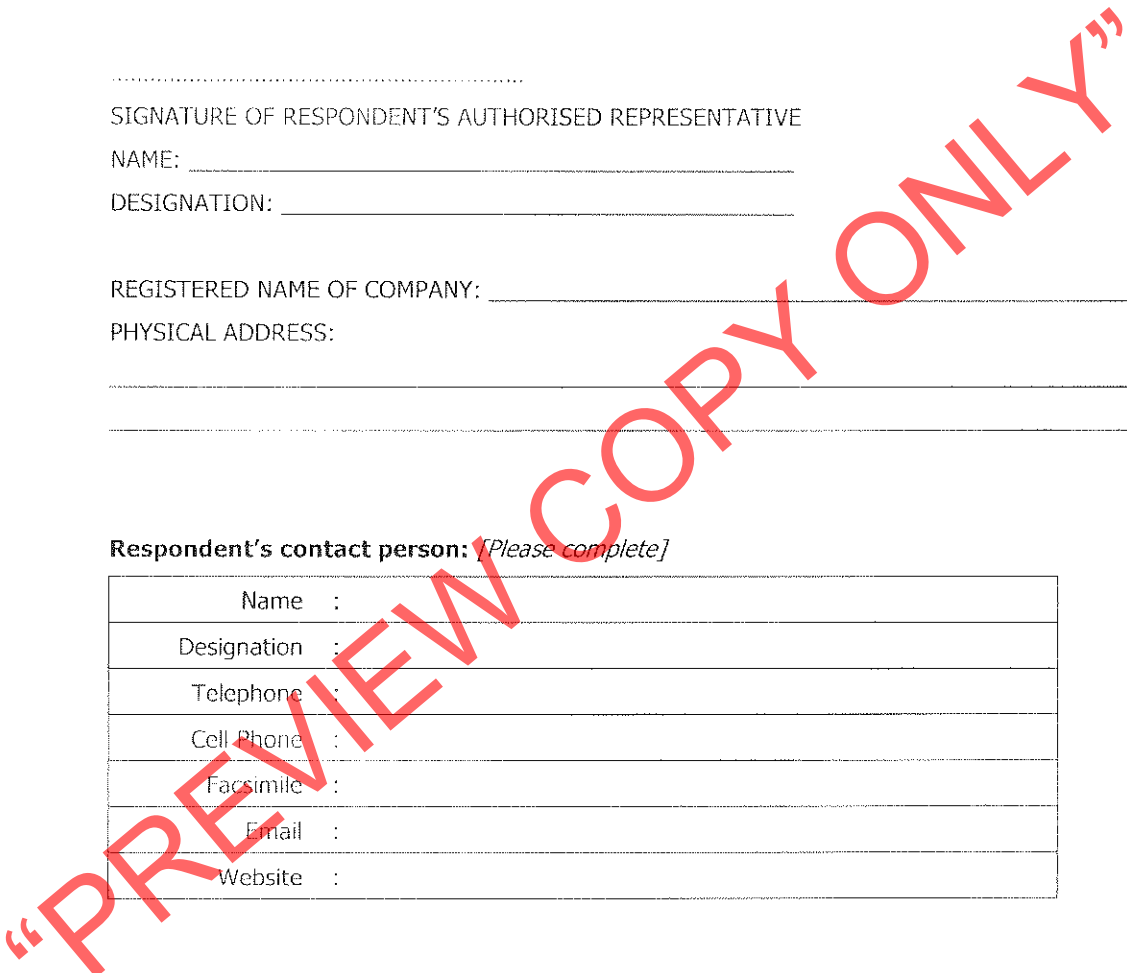 SIGNATURE OF RESPONDENT'S AUTHORISED REPRESENTATIVE
NAME:
DESIGNATION:
REGISTERED NAME OF COMPANY:
PHYSICAL ADDRESS:
Respondent's contact person: [Please complete]
Name :
Designation :
Telephone :
Cell Phone :
Facsimile :
Email :
Website :
"PREVIEW COPY ONLY"